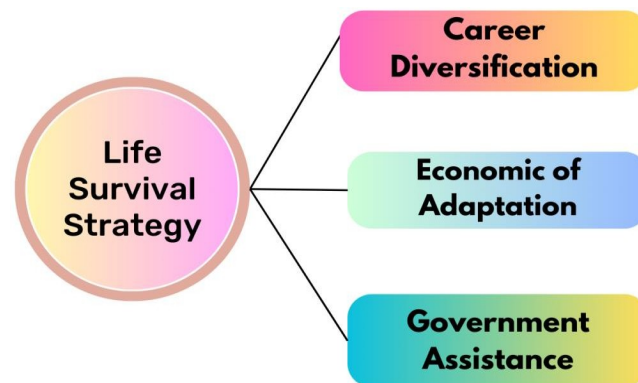 Life
Survival
Strategy
Career
Diversification
Economic of
Adaptation
Government
Assistance